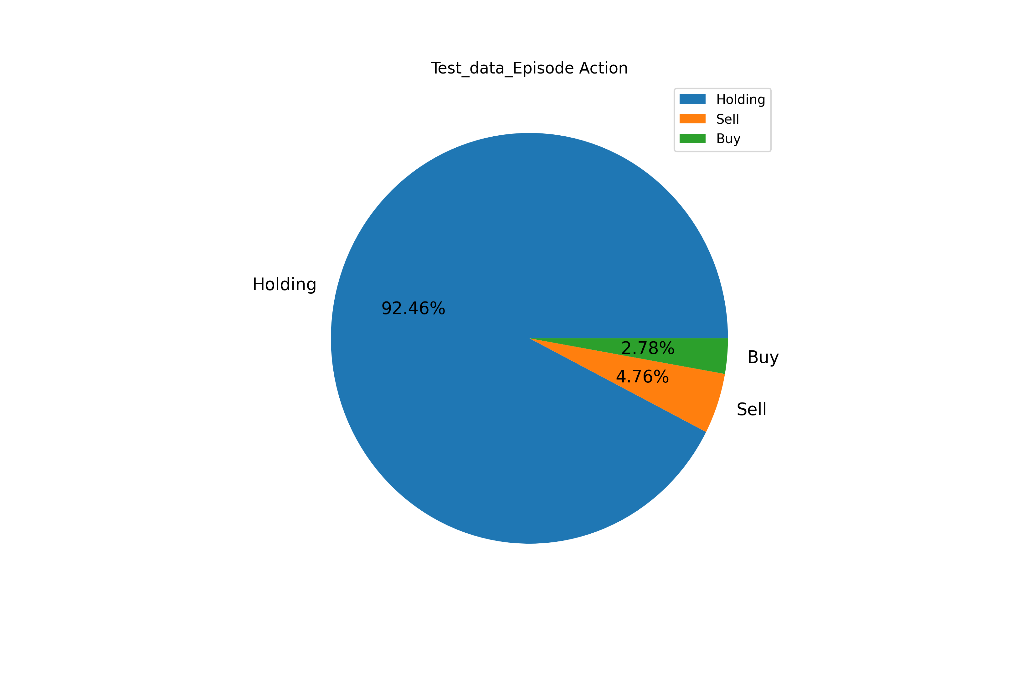 Test_data_Episode Action
Holding
Sell
Buy
Holding
92.46%
2.78%
Buy
4.76%
Sell